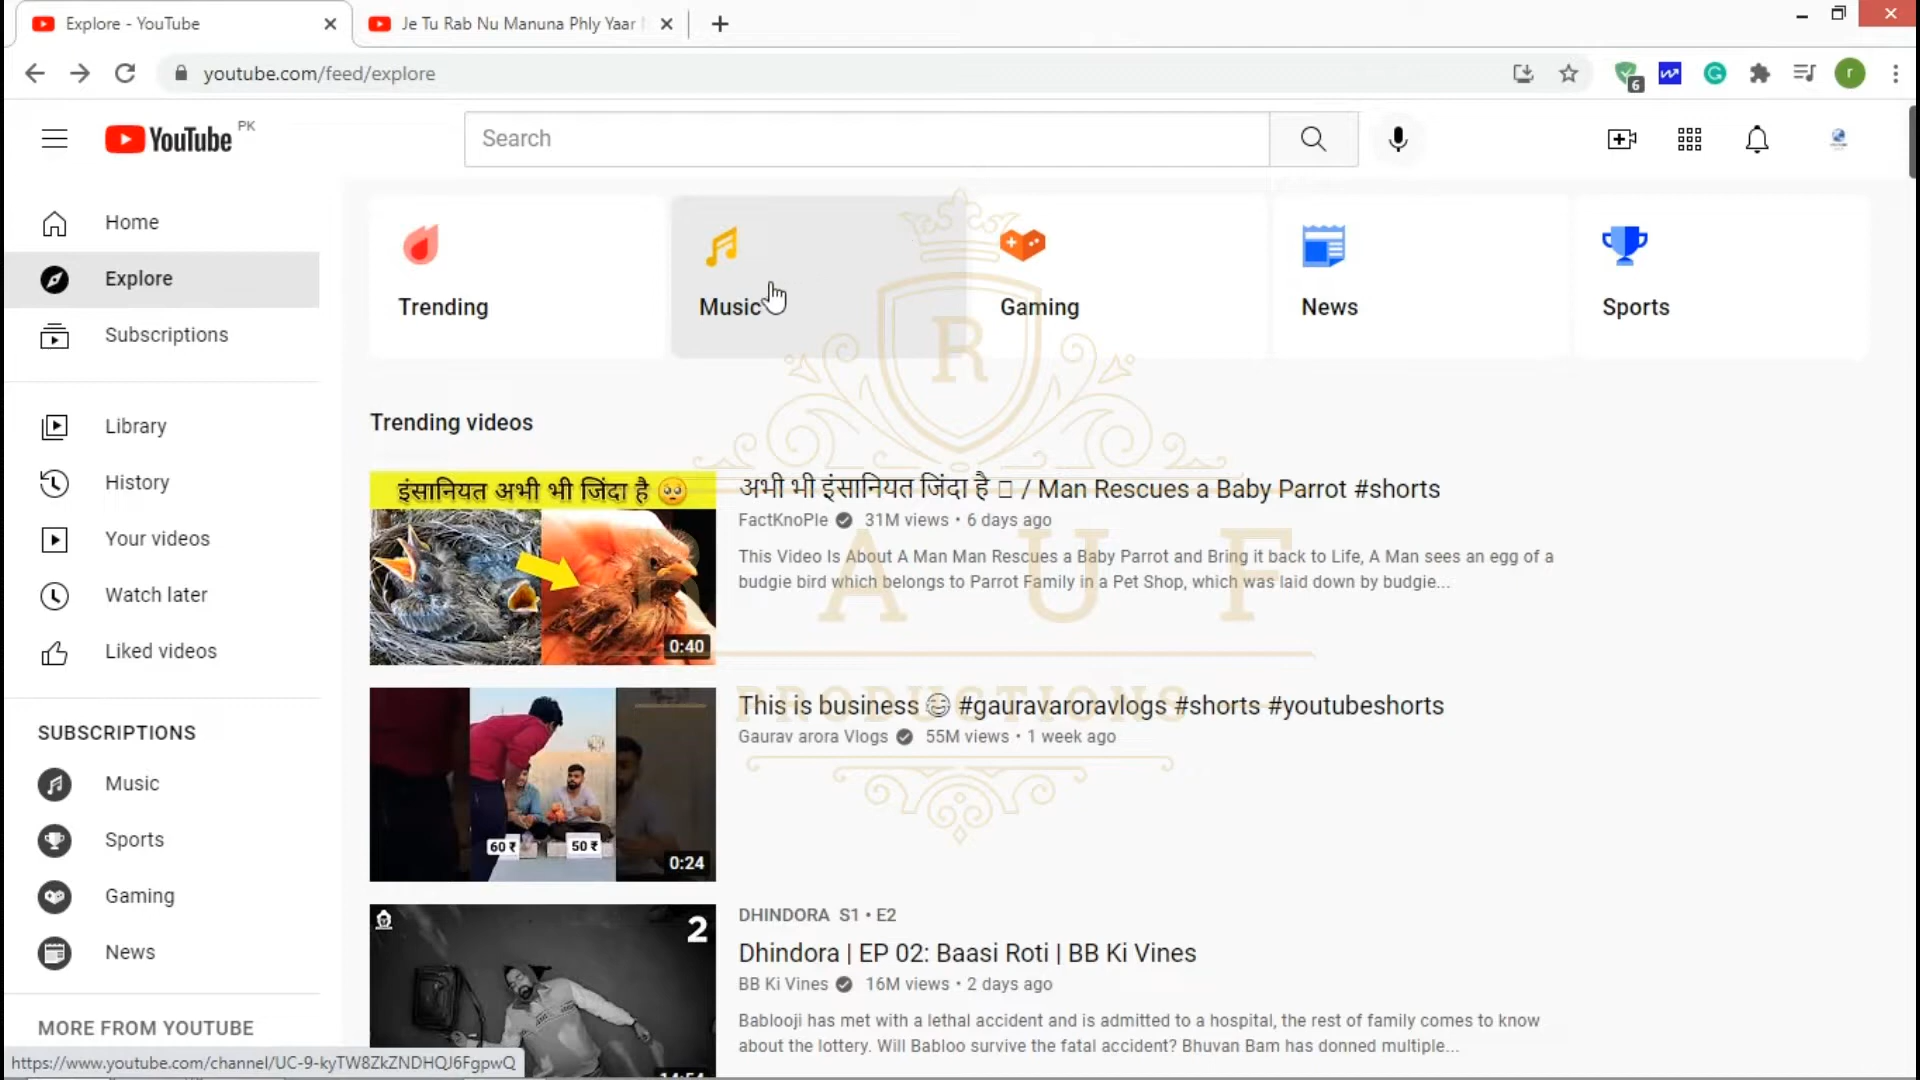 Explore - YouTube
Je Tu Rab Nu Manuna Phly Yaar
youtube.com/feed/explore
6
r
YouTube PK
Search
Home
Explore
Subscriptions
Library
History
Your videos
Watch later
Liked videos
SUBSCRIPTIONS
Music
Sports
Gaming
News
MORE FROM YOUTUBE
Trending
Music
Gaming
News
Sports
Trending videos
इंसानियत अभी भी जिंदा है 🥺
0:40
अभी भी इंसानियत जिंदा है □ / Man Rescues a Baby Parrot #shorts
FactKnoPle 31M views • 6 days ago
This Video Is About A Man Man Rescues a Baby Parrot and Bring it back to Life, A Man sees an egg of a
budgie bird which belongs to Parrot Family in a Pet Shop, which was laid down by budgie...
60 ₹
50 ₹
0:24
This is business 😂 #gauravaroravlogs #shorts #youtubeshorts
Gaurav arora Vlogs 55M views • 1 week ago
2
14:54
DHINDORA S1 • E2
Dhindora | EP 02: Baasi Roti | BB Ki Vines
BB Ki Vines 16M views • 2 days ago
Bablooji has met with a lethal accident and is admitted to a hospital, the rest of family comes to know
about the lottery. Will Babloo survive the fatal accident? Bhuvan Bam has donned multiple...
R
RAUF
PRODUCTIONS
https://www.youtube.com/channel/UC-9-kyTW8ZkZNDHQJ6FgpwQ